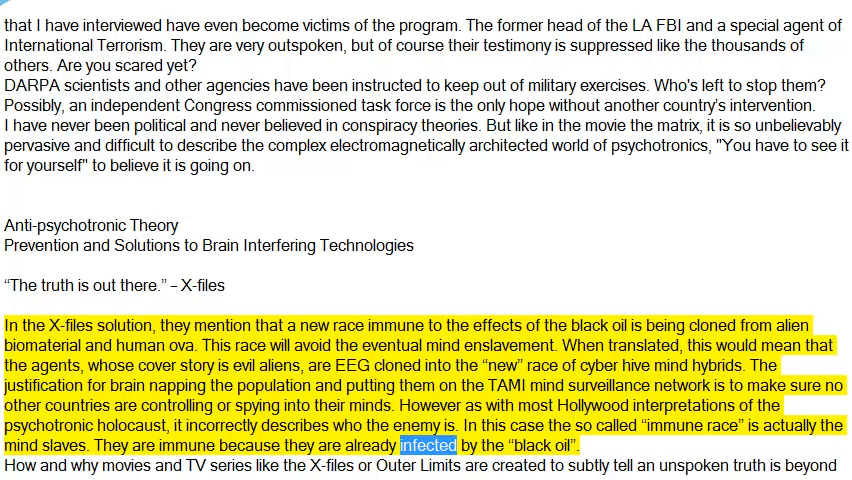 that I have interviewed have even become victims of the program. The former head of the LA FBI and a special agent of
International Terrorism. They are very outspoken, but of course their testimony is suppressed like the thousands of
others. Are you scared yet?
DARPA scientists and other agencies have been instructed to keep out of military exercises. Who's left to stop them?
Possibly, an independent Congress commissioned task force is the only hope without another country's intervention.
I have never been political and never believed in conspiracy theories. But like in the movie the matrix, it is so unbelievably
pervasive and difficult to describe the complex electromagnetically architected world of psychotronics, "You have to see it
for yourself" to believe it is going on.
Anti-psychotronic Theory
Prevention and Solutions to Brain Interfering Technologies
“The truth is out there.” – X-files
In the X-files solution, they mention that a new race immune to the effects of the black oil is being cloned from alien
biomaterial and human ova. This race will avoid the eventual mind enslavement. When translated, this would mean that
the agents, whose cover story is evil aliens, are EEG cloned into the “new” race of cyber hive mind hybrids. The
justification for brain napping the population and putting them on the TAMI mind surveillance network is to make sure no
other countries are controlling or spying into their minds. However as with most Hollywood interpretations of the
psychotronic holocaust, it incorrectly describes who the enemy is. In this case the so called “immune race” is actually the
mind slaves. They are immune because they are already infected by the “black oil”.
How and why movies and TV series like the X-files or Outer Limits are created to subtly tell an unspoken truth is beyond